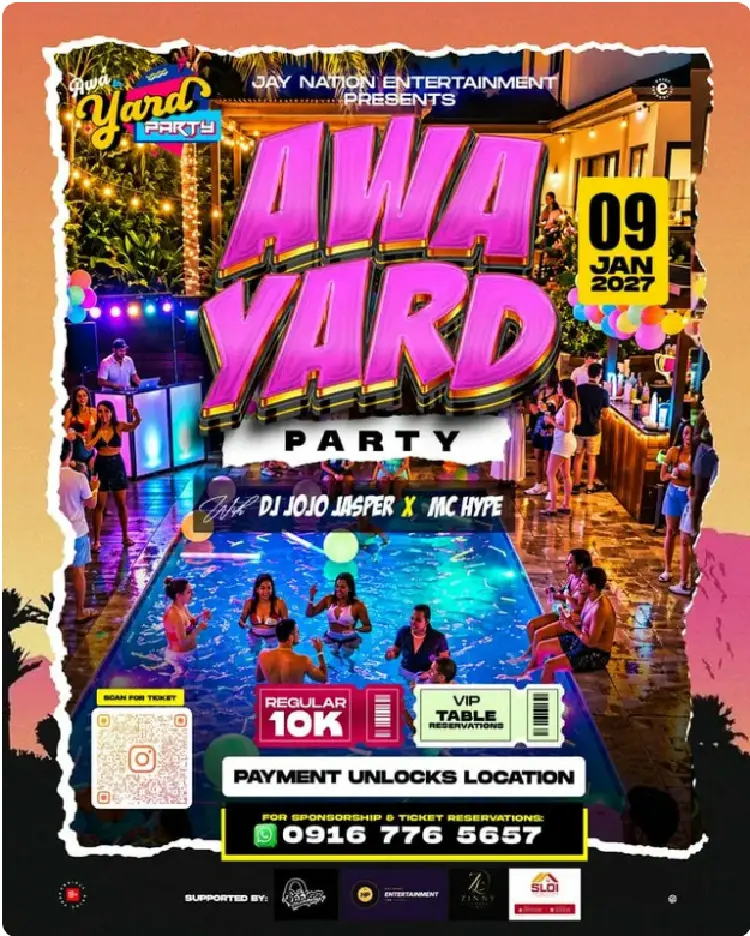 Awa
Yard
PARTY
JAY NATION ENTERTAINMENT
PRESENTS
AWA
YARD
PARTY
09
JAN
2027
With DJ JOJO JASPER X MC HYPE
SCAN FOR TICKET
REGULAR
10K
VIP
TABLE
RESERVATIONS
PAYMENT UNLOCKS LOCATION
FOR SPONSORSHIP & TICKET RESERVATIONS:
0916 776 5657
SUPPORTED BY:
ENTERTAINMENT
ZINNY